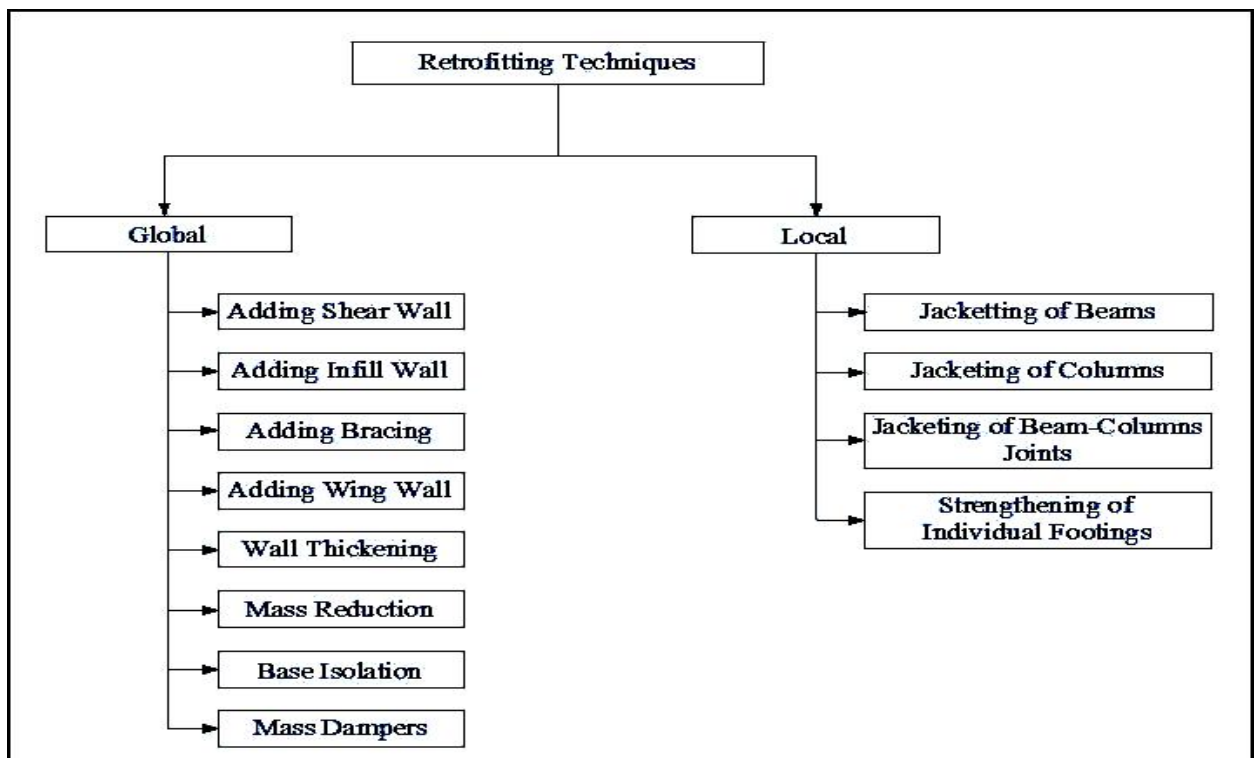 Retrofitting Techniques
Global
Adding Shear Wall
Adding Infill Wall
Adding Bracing
Adding Wing Wall
Wall Thickening
Mass Reduction
Base Isolation
Mass Dampers
Local
Jacketting of Beams
Jacketing of Columns
Jacketing of Beam-Columns
Joints
Strengthening of
Individual Footings